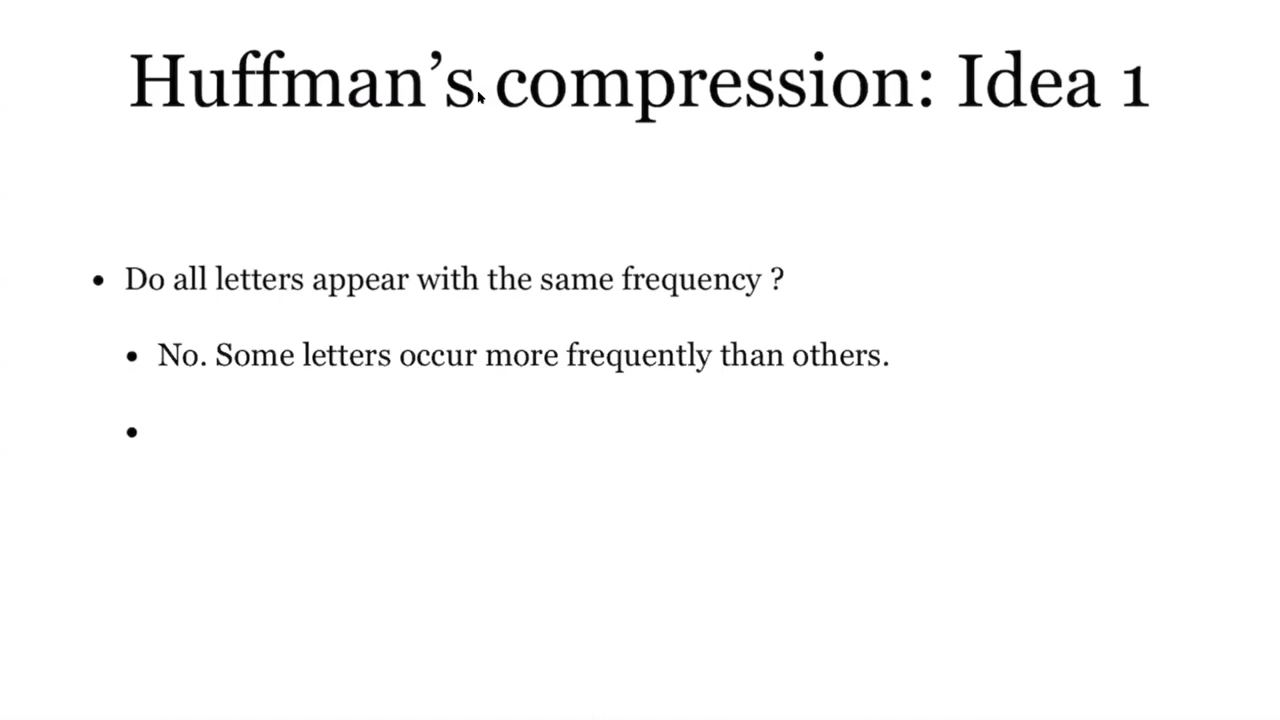 Huffman’s compression: Idea 1
• Do all letters appear with the same frequency ?
• No. Some letters occur more frequently than others.
•